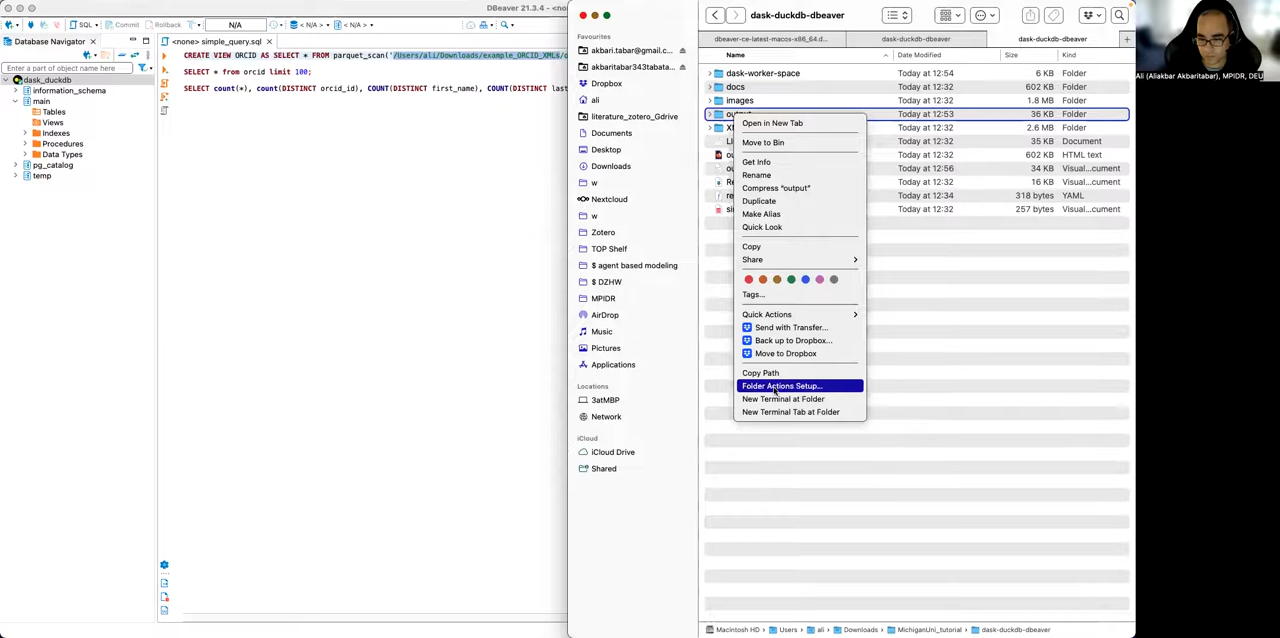 DBeaver 21.3.4 - <no
SQL
Commit
Rollback
N/A
< N/A >
< N/A >
Database Navigator
<none> simple_query.sql
Enter a part of object name here
dask_duckdb
information_schema
main
Tables
Views
Indexes
Procedures
Data Types
pg_catalog
temp
CREATE VIEW ORCID AS SELECT * FROM parquet_scan('/Users/ali/Downloads/example_ORCID_XMLs/o
SELECT * from orcid limit 100;
SELECT count(*), count(DISTINCT orcid_id), COUNT(DISTINCT first_name), COUNT(DISTINCT last
Favourites
akbari.tabar@gmail.c...
akbaritabar343tabata...
Dropbox
ali
literature_zotero_Gdrive
Documents
Desktop
Downloads
w
Nextcloud
w
Zotero
TOP Shelf
$ agent based modeling
$ DZHW
MPIDR
AirDrop
Music
Pictures
Applications
Locations
3atMBP
Network
iCloud
iCloud Drive
Shared
dask-duckdb-dbeaver
dbeaver-ce-latest-macos-x86_64.d...
dask-duckdb-dbeaver
dask-duckdb-dbeaver
Name
Date Modified
Size
Kind
dask-worker-space
Today at 12:54
6 KB
Folder
docs
Today at 12:32
602 KB
Folder
images
Today at 12:32
1.8 MB
Folder
Today at 12:53
36 KB
Folder
Today at 12:32
2.6 MB
Folder
Today at 12:32
35 KB
Document
Today at 12:32
602 KB
HTML text
Today at 12:56
34 KB
Visual...cument
Today at 12:32
16 KB
Visual...cument
Today at 12:34
318 bytes
YAML
Today at 12:32
257 bytes
Visual...cument
Open in New Tab
Move to Bin
Get Info
Rename
Compress "output"
Duplicate
Make Alias
Quick Look
Copy
Share
Tags...
Quick Actions
Send with Transfer...
Back up to Dropbox...
Move to Dropbox
Copy Path
Folder Actions Setup...
New Terminal at Folder
New Terminal Tab at Folder
Macintosh HD
Users
ali
Downloads
MichiganUni_tutorial
dask-duckdb-dbeaver
Ali (Aliakbar Akbaritabar), MPIDR, DEU